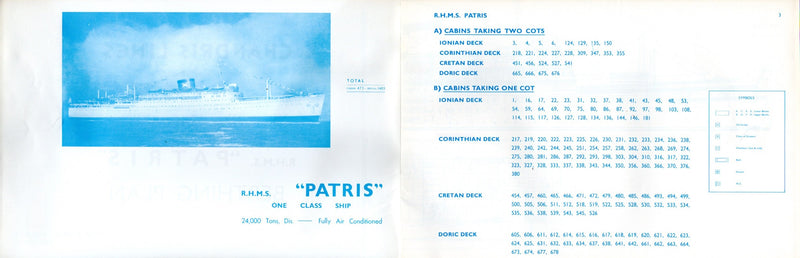 TOTAL
R.H.M.S. "PATRIS"
ONE CLASS SHIP
24,000 Tons, Dis. — Fully Air Conditioned
R.H.M.S. PATRIS 3
A) CABINS TAKING TWO COTS
IONIAN DECK 3, 4, 5, 6, 124, 129, 135, 150
CORINTHIAN DECK 218, 221, 224, 227, 228, 309, 347, 353, 355
CRETAN DECK 451, 456, 524, 527, 541
DORIC DECK 665, 666, 675, 676
B) CABINS TAKING ONE COT
IONIAN DECK 1, 16, 17, 22, 23, 31, 32, 37, 38, 41, 43, 45, 48, 53,
54, 59, 64, 69, 70, 75, 80, 86, 87, 92, 97, 98, 103, 108,
114, 115, 117, 126, 127, 128, 134, 136, 144, 146, 181
CORINTHIAN DECK 217, 219, 220, 222, 223, 225, 226, 230, 231, 232, 233, 234, 236, 238,
239, 240, 242, 244, 245, 251, 254, 257, 258, 262, 263, 268, 269, 274,
275, 280, 281, 286, 287, 292, 293, 298, 303, 304, 310, 316, 317, 322,
323, 327, 328, 333, 337, 338, 343, 344, 350, 356, 360, 366, 370, 376,
380
CRETAN DECK 454, 457, 460, 465, 466, 471, 472, 479, 480, 485, 486, 493, 494, 499,
500, 505, 506, 511, 512, 518, 519, 522, 525, 528, 530, 532, 533, 534,
535, 536, 538, 539, 543, 545, 526
DORIC DECK 605, 606, 611, 612, 614, 615, 616, 617, 618, 619, 620, 621, 622, 623,
624, 625, 631, 632, 633, 634, 637, 638, 641, 642, 661, 662, 663, 664,
673, 674, 677, 678
SYMBOLS